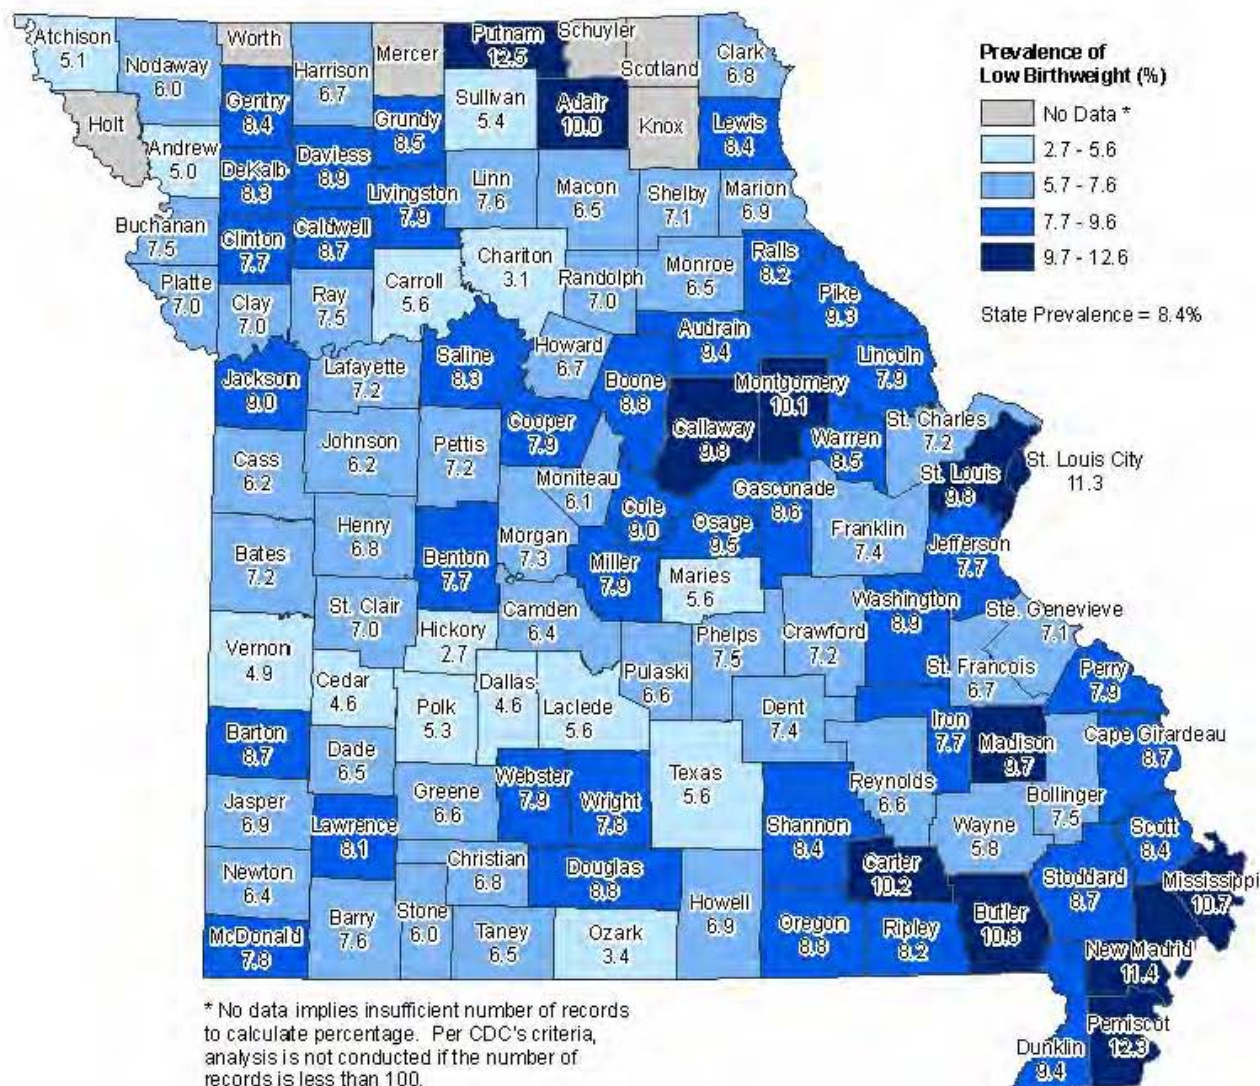 Atchison
5.1
Nodaway
6.0
Worth
Harrison
6.7
Mercer
Putnam
12.5
Schuyler
Scotland
Clark
6.8
Holt
Andrew
5.0
Gentry
8.4
DeKalb
8.3
Daviess
8.9
Grundy
8.5
Sullivan
5.4
Adair
10.0
Knox
Lewis
8.4
Livingston
7.9
Linn
7.6
Macon
6.5
Shelby
7.1
Marion
6.9
Buchanan
7.5
Clinton
7.7
Caldwell
8.7
Platte
7.0
Clay
7.0
Ray
7.5
Carroll
5.6
Chariton
3.1
Randolph
7.0
Monroe
6.5
Ralls
8.2
Pike
9.3
Audrain
9.4
Lincoln
7.9
Jackson
9.0
Lafayette
7.2
Saline
8.3
Howard
6.7
Boone
8.8
Callaway
9.8
Montgomery
10.1
Warren
8.5
St. Charles
7.2
St. Louis
9.8
St. Louis City
11.3
Cass
6.2
Johnson
6.2
Pettis
7.2
Cooper
7.9
Moniteau
6.1
Cole
9.0
Osage
9.5
Gasconade
8.6
Franklin
7.4
Jefferson
7.7
Bates
7.2
Henry
6.8
Benton
7.7
Morgan
7.3
Miller
7.9
Maries
5.6
Washington
8.9
Ste. Genevieve
7.1
St. Francois
6.7
Perry
7.9
Vernon
4.9
St. Clair
7.0
Hickory
2.7
Camden
6.4
Pulaski
6.6
Phelps
7.5
Crawford
7.2
Cedar
4.6
Polk
5.3
Dallas
4.6
Laclede
5.6
Dent
7.4
Iron
7.7
Madison
9.7
Cape Girardeau
8.7
Barton
8.7
Dade
6.5
Greene
6.6
Webster
7.9
Wright
7.8
Texas
5.6
Reynolds
6.6
Bollinger
7.5
Wayne
5.8
Scott
8.4
Jasper
6.9
Lawrence
8.1
Christian
6.8
Douglas
8.8
Shannon
8.4
Carter
10.2
Stoddard
8.7
Mississippi
10.7
Newton
6.4
McDonald
7.8
Barry
7.6
Stone
6.0
Taney
6.5
Ozark
3.4
Howell
6.9
Oregon
8.8
Ripley
8.2
Butler
10.8
New Madrid
11.4
Pemiscot
12.3
Dunklin
9.4
Prevalence of
Low Birthweight (%)
No Data *
2.7 - 5.6
5.7 - 7.6
7.7 - 9.6
9.7 - 12.6
State Prevalence = 8.4%
* No data implies insufficient number of records
to calculate percentage. Per CDC's criteria,
analysis is not conducted if the number of
records is less than 100.